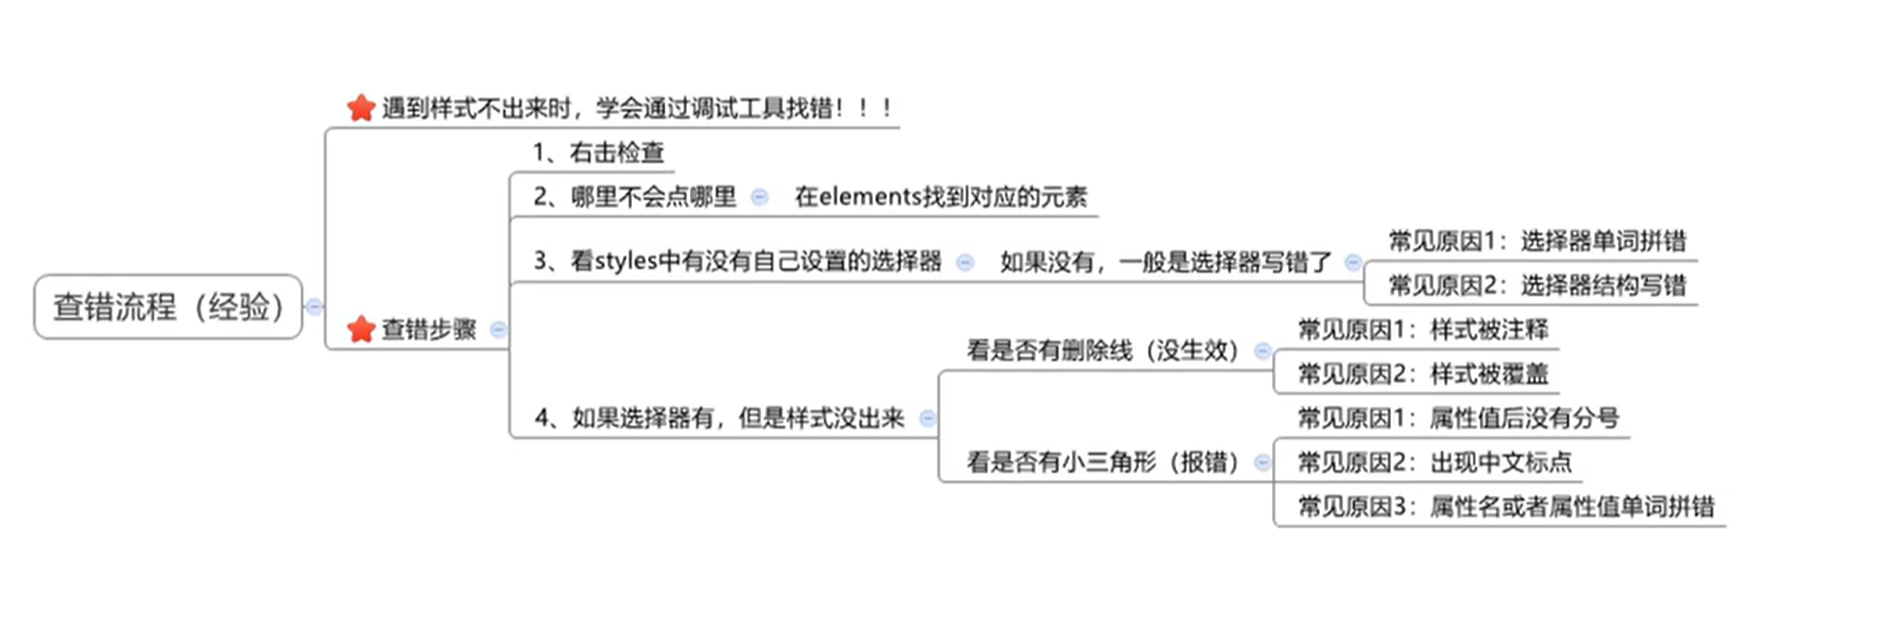 遇到样式不出来时，学会通过调试工具找错！！！
1、右击检查
2、哪里不会点哪里
在elements找到对应的元素
3、看styles中有没有自己设置的选择器
如果没有，一般是选择器写错了
常见原因1：选择器单词拼错
常见原因2：选择器结构写错
查错流程（经验）
查错步骤
看是否有删除线（没生效）
常见原因1：样式被注释
常见原因2：样式被覆盖
4、如果选择器有，但是样式没出来
看是否有小三角形（报错）
常见原因1：属性值后没有分号
常见原因2：出现中文标点
常见原因3：属性名或者属性值单词拼错